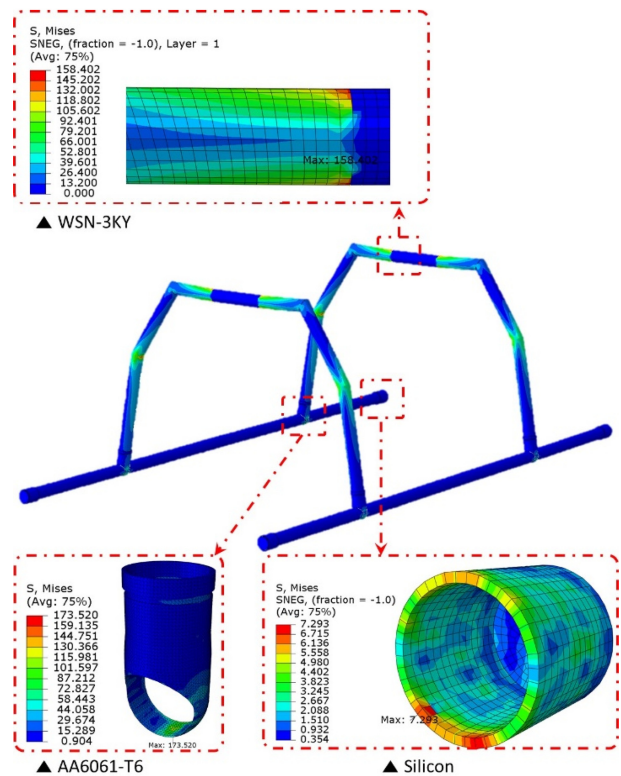 S, Mises
SNEG, (fraction = -1.0), Layer = 1
(Avg: 75%)
158.402
145.202
132.002
118.802
105.602
92.401
79.201
66.001
52.801
39.601
26.400
13.200
0.000
Max: 158.402
▲ WSN-3KY
S, Mises
(Avg: 75%)
173.520
159.135
144.751
130.366
115.981
101.597
87.212
72.827
58.443
44.058
29.674
15.289
0.904
Max: 173.520
▲ AA6061-T6
S, Mises
SNEG, (fraction = -1.0)
(Avg: 75%)
7.293
6.715
6.136
5.558
4.980
4.402
3.823
3.245
2.667
2.088
1.510
0.932
0.354
Max: 7.293
▲ Silicon